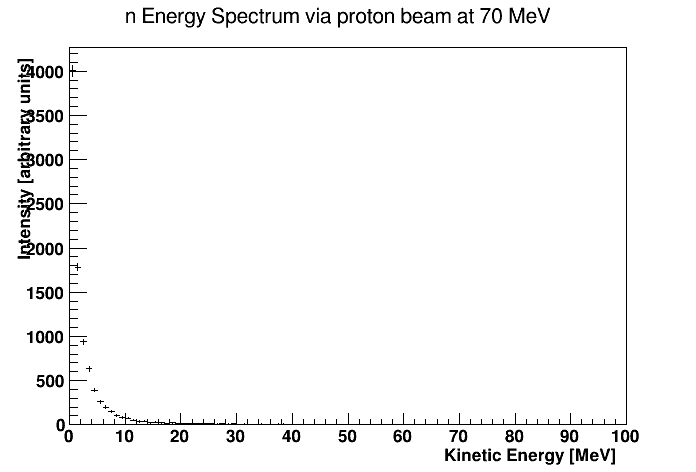 n Energy Spectrum via proton beam at 70 MeV
Intensity [arbitrary units]
4000
3500
3000
2500
2000
1500
1000
500
0
0 10 20 30 40 50 60 70 80 90 100
Kinetic Energy [MeV]